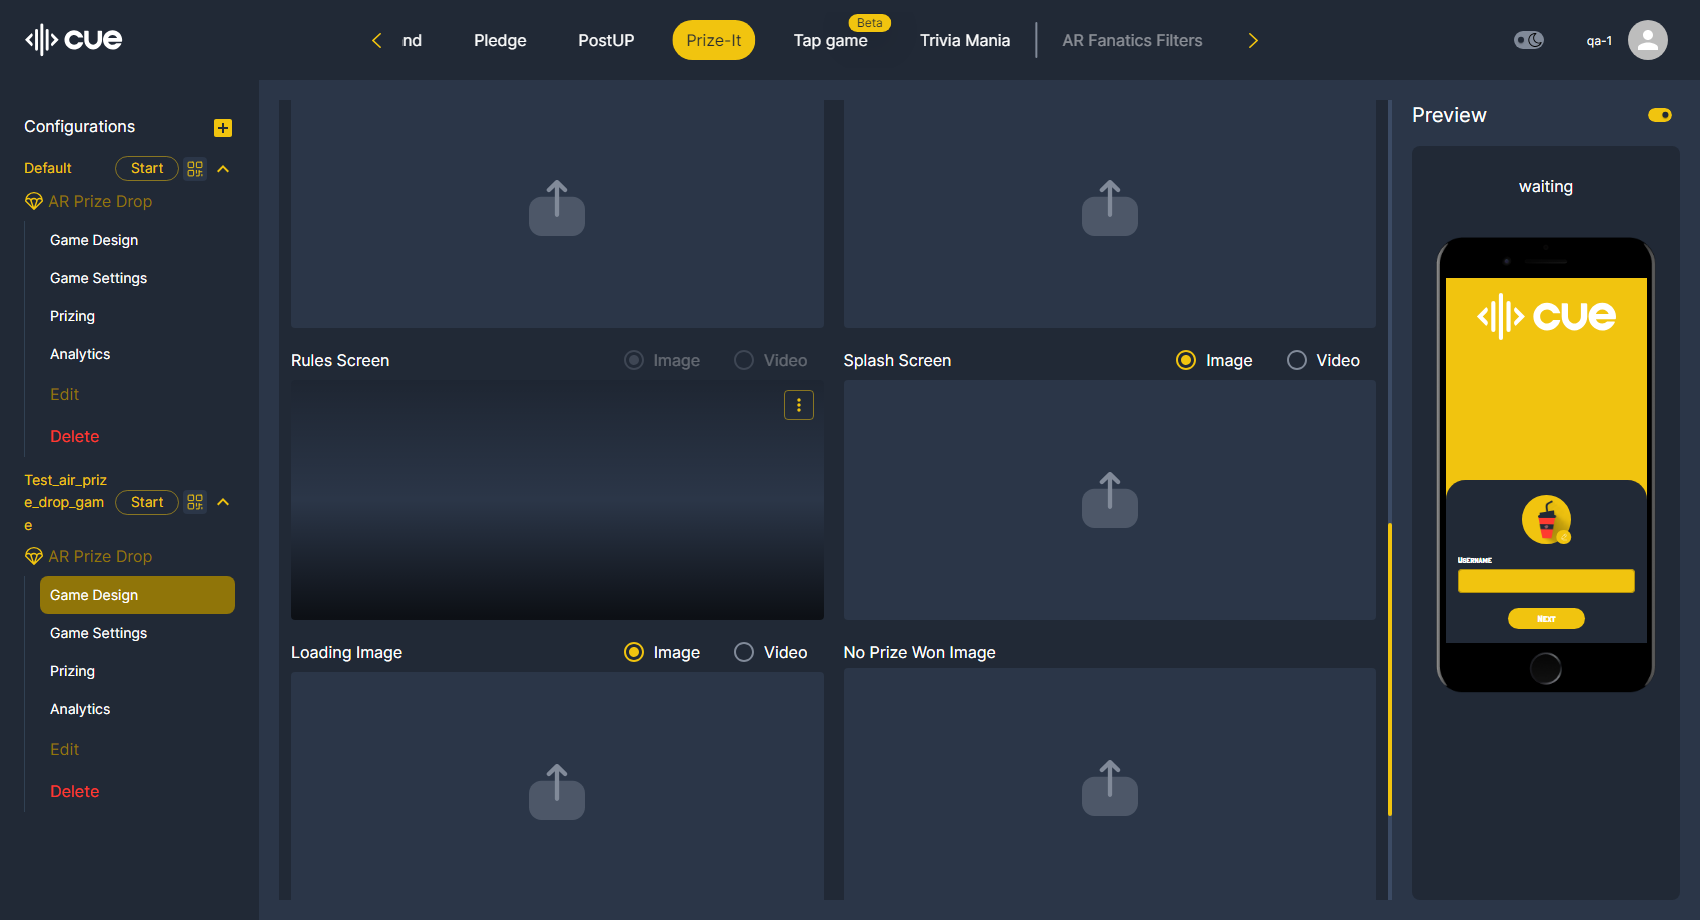 cue
nd
Pledge
PostUP
Prize-It
Beta
Tap game
Trivia Mania
AR Fanatics Filters
qa-1
Configurations
Default
Start
AR Prize Drop
Game Design
Game Settings
Prizing
Analytics
Edit
Delete
Test_air_priz
e_drop_gam
e
Start
AR Prize Drop
Game Design
Game Settings
Prizing
Analytics
Edit
Delete
Rules Screen
Image
Video
Splash Screen
Image
Video
Loading Image
Image
Video
No Prize Won Image
Preview
waiting
cue
Username
Next